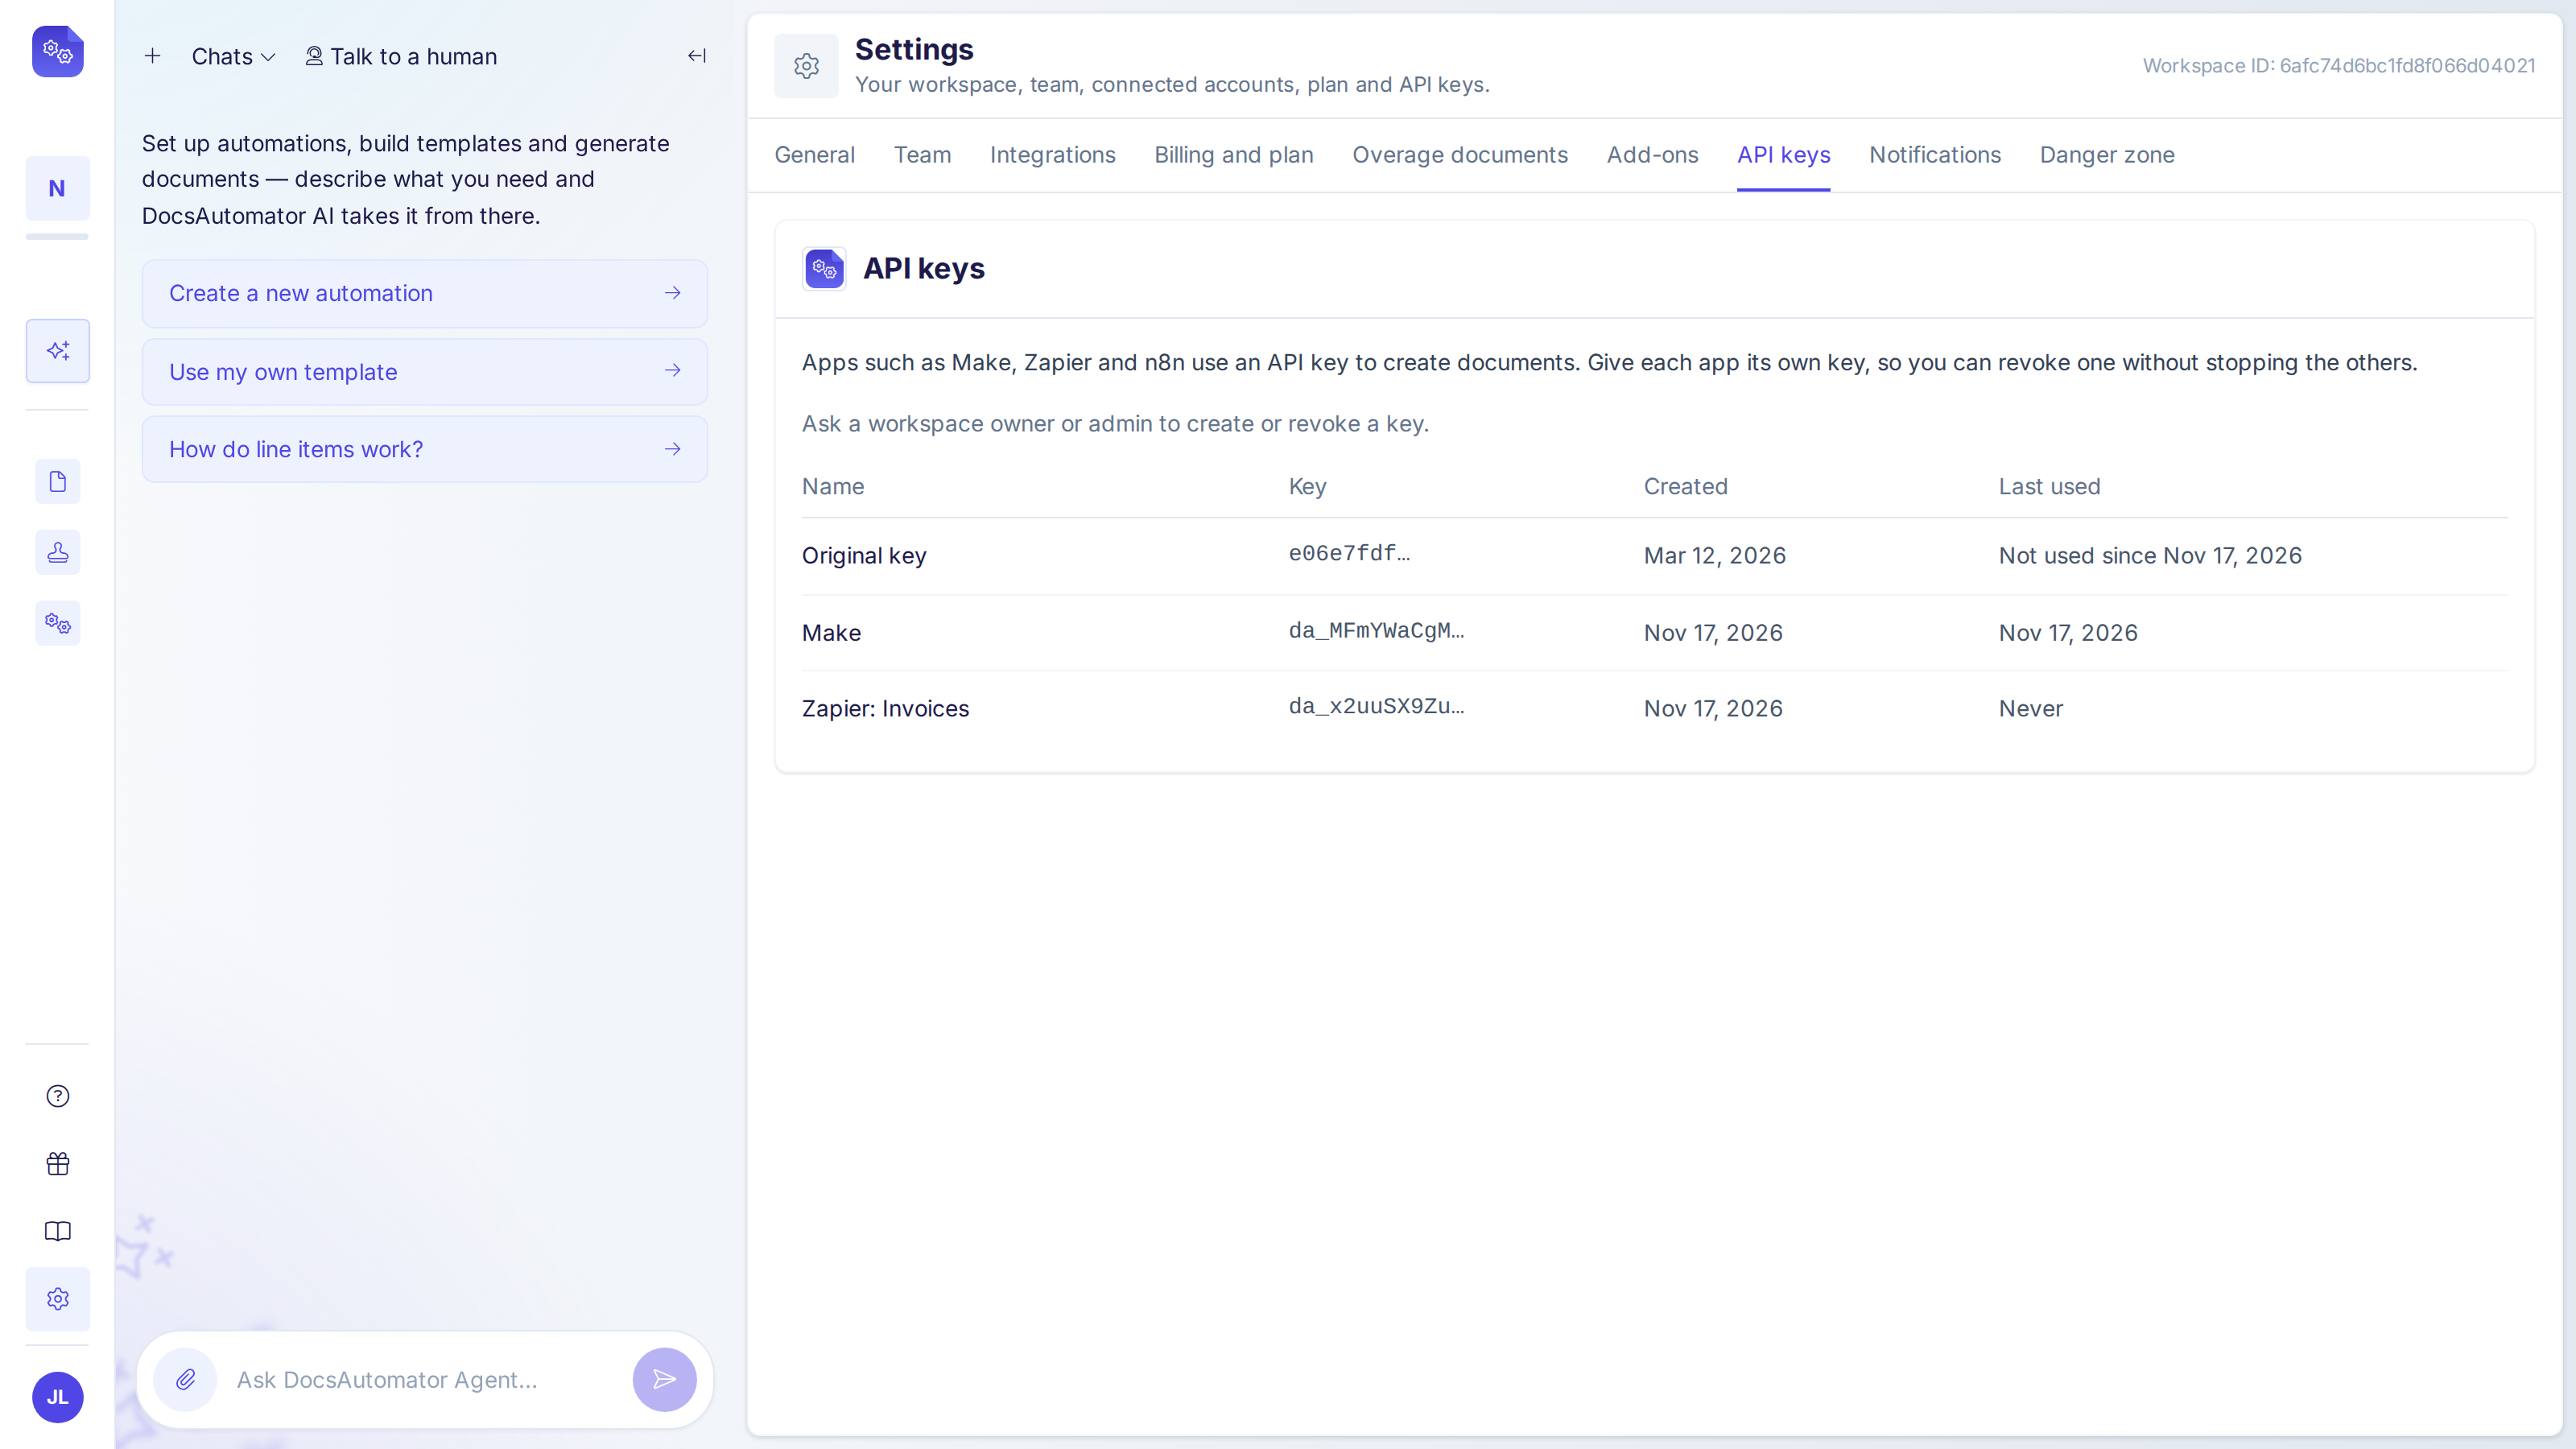 Chats
Talk to a human
Set up automations, build templates and generate
documents — describe what you need and
DocsAutomator AI takes it from there.
Create a new automation
Use my own template
How do line items work?
Ask DocsAutomator Agent...
N
JL
Settings
Your workspace, team, connected accounts, plan and API keys.
Workspace ID: 6afc74d6bc1fd8f066d04021
General Team Integrations Billing and plan Overage documents Add-ons API keys Notifications Danger zone
API keys
Apps such as Make, Zapier and n8n use an API key to create documents. Give each app its own key, so you can revoke one without stopping the others.
Ask a workspace owner or admin to create or revoke a key.
Name Key Created Last used
Original key e06e7fdf… Mar 12, 2026 Not used since Nov 17, 2026
Make da_MFmYWaCgM… Nov 17, 2026 Nov 17, 2026
Zapier: Invoices da_x2uuSX9Zu… Nov 17, 2026 Never